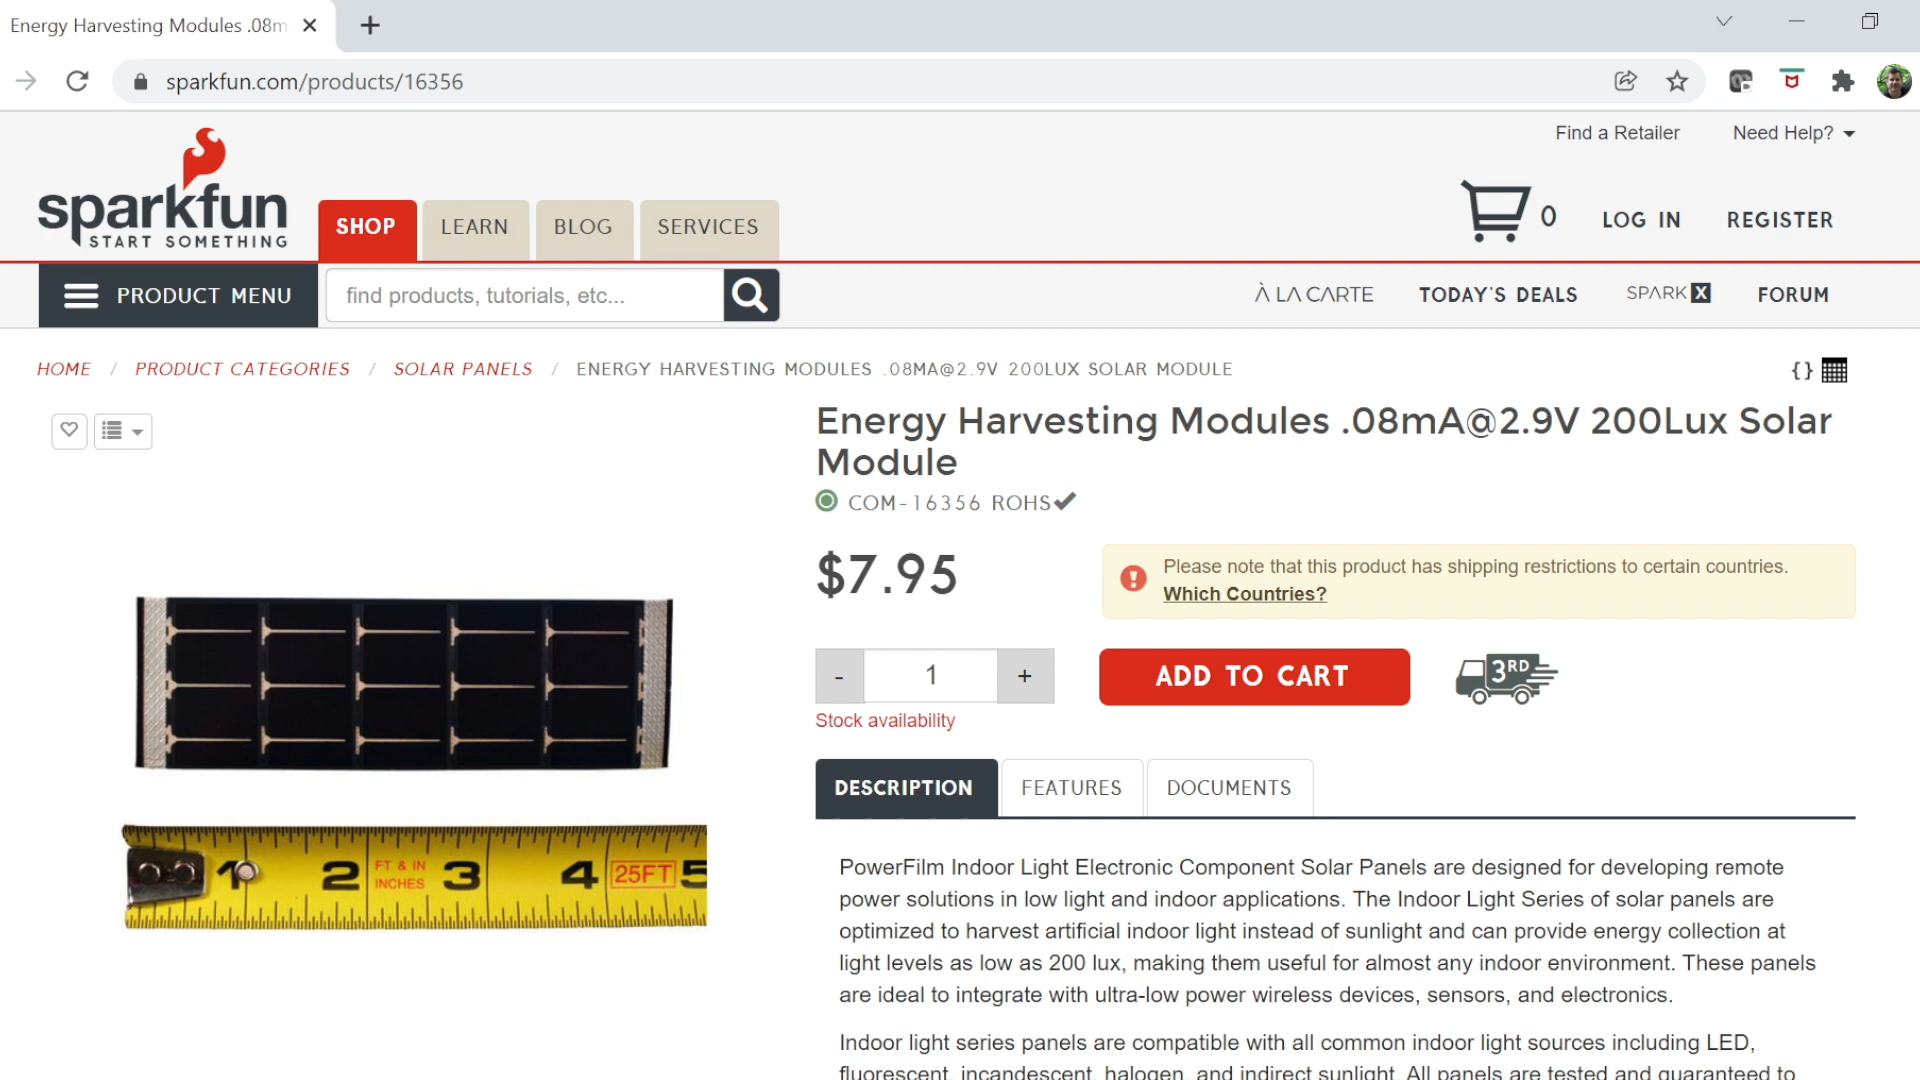 Energy Harvesting Modules .08m
sparkfun.com/products/16356
Find a Retailer
Need Help?
sparkfun
START SOMETHING
SHOP
LEARN
BLOG
SERVICES
0
LOG IN
REGISTER
PRODUCT MENU
find products, tutorials, etc...
À LA CARTE
TODAY'S DEALS
SPARK X
FORUM
HOME / PRODUCT CATEGORIES / SOLAR PANELS / ENERGY HARVESTING MODULES .08MA@2.9V 200LUX SOLAR MODULE
{}
Energy Harvesting Modules .08mA@2.9V 200Lux Solar
Module
COM-16356 ROHS
$7.95
Please note that this product has shipping restrictions to certain countries.
Which Countries?
- 1 +
ADD TO CART
3RD
Stock availability
DESCRIPTION
FEATURES
DOCUMENTS
1 2 FT & IN 3 4 25FT 5
INCHES
PowerFilm Indoor Light Electronic Component Solar Panels are designed for developing remote
power solutions in low light and indoor applications. The Indoor Light Series of solar panels are
optimized to harvest artificial indoor light instead of sunlight and can provide energy collection at
light levels as low as 200 lux, making them useful for almost any indoor environment. These panels
are ideal to integrate with ultra-low power wireless devices, sensors, and electronics.
Indoor light series panels are compatible with all common indoor light sources including LED,
fluorescent, incandescent, halogen, and indirect sunlight. All panels are tested and guaranteed to